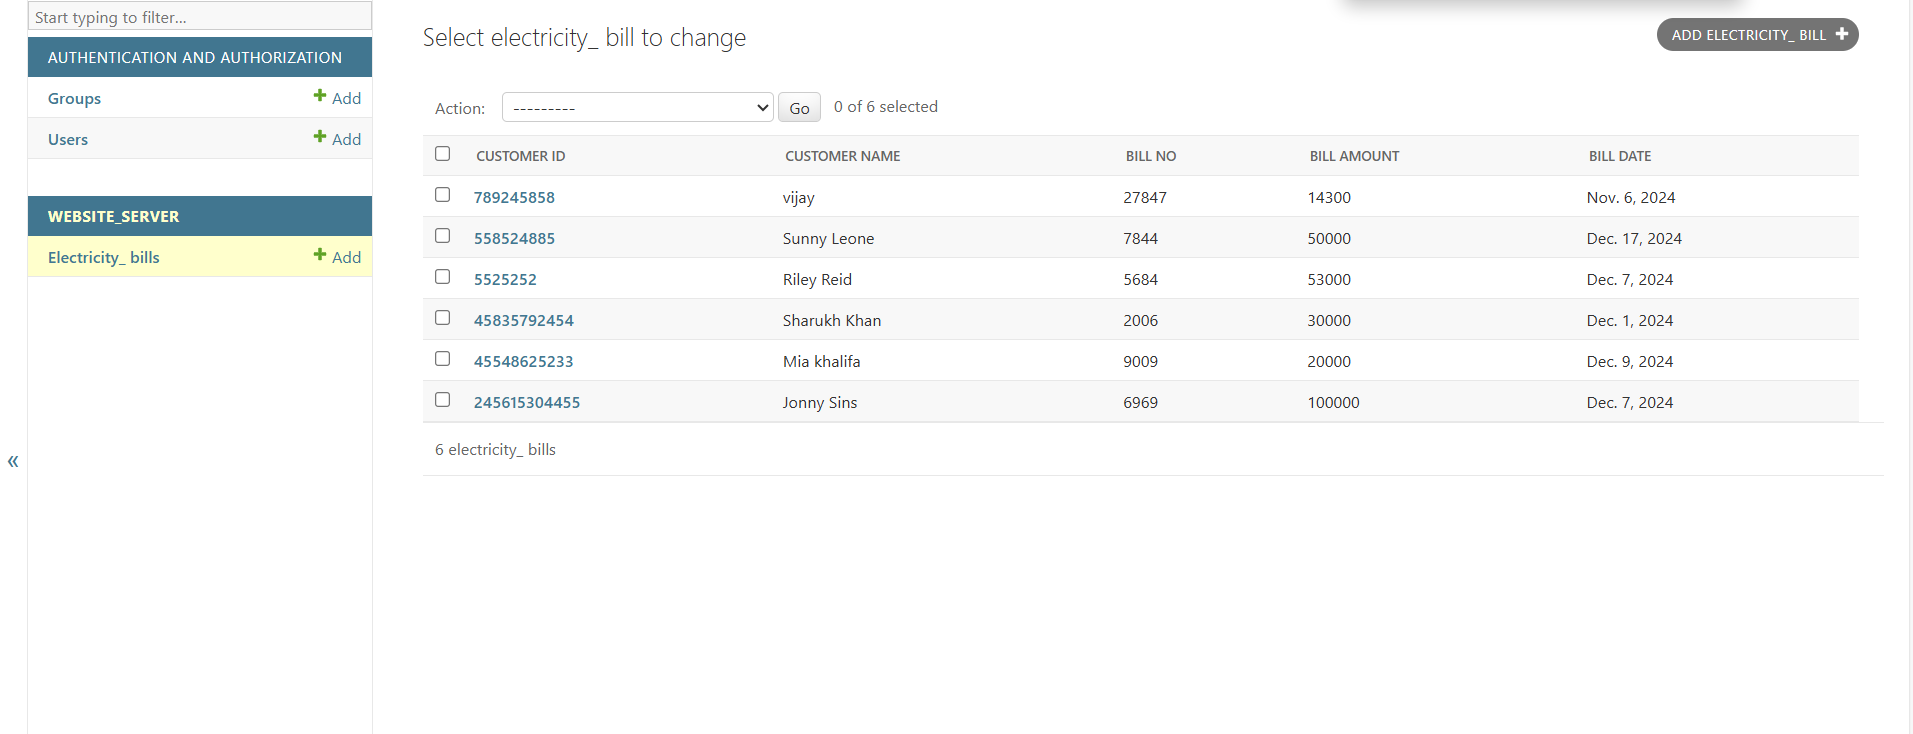 Start typing to filter...
AUTHENTICATION AND AUTHORIZATION
Groups + Add
Users + Add
WEBSITE_SERVER
Electricity_ bills + Add
«
Select electricity_ bill to change
ADD ELECTRICITY_ BILL +
Action: --------- Go 0 of 6 selected
CUSTOMER ID CUSTOMER NAME BILL NO BILL AMOUNT BILL DATE
789245858 vijay 27847 14300 Nov. 6, 2024
558524885 Sunny Leone 7844 50000 Dec. 17, 2024
5525252 Riley Reid 5684 53000 Dec. 7, 2024
45835792454 Sharukh Khan 2006 30000 Dec. 1, 2024
45548625233 Mia khalifa 9009 20000 Dec. 9, 2024
245615304455 Jonny Sins 6969 100000 Dec. 7, 2024
6 electricity_ bills